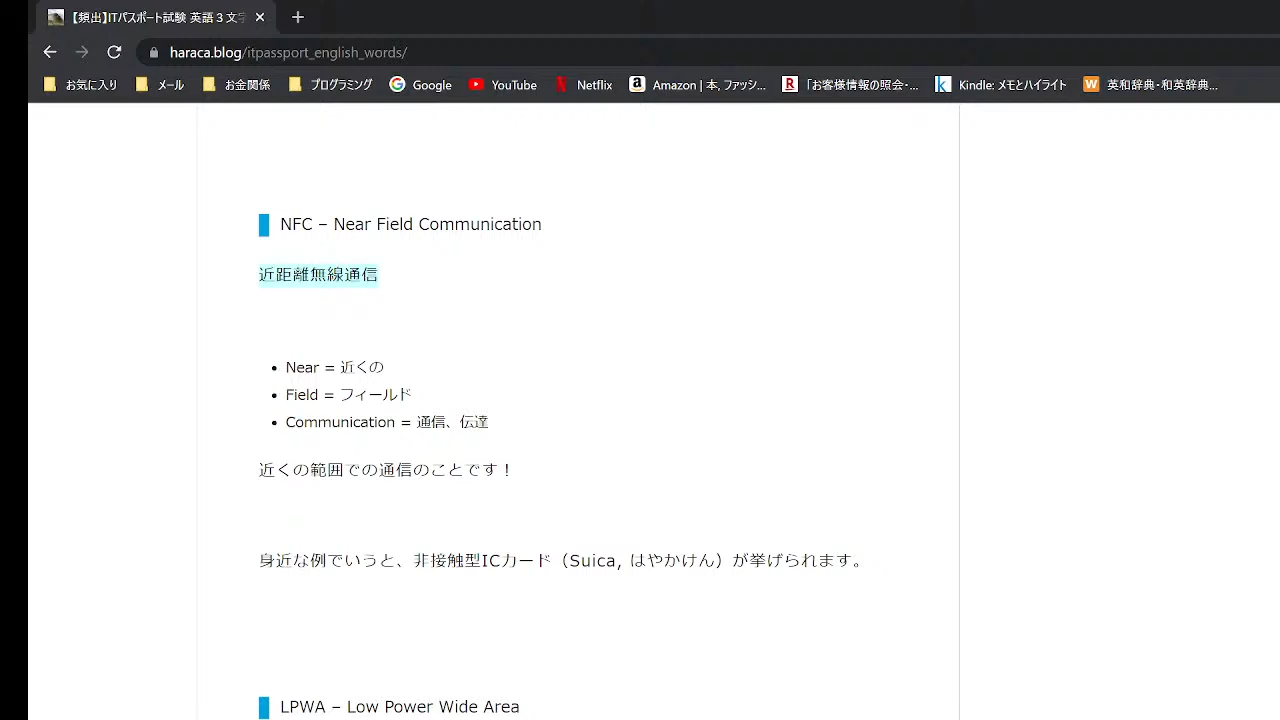 【頻出】ITパスポート試験 英語３文字
haraca.blog/itpassport_english_words/
お気に入り メール お金関係 プログラミング Google YouTube Netflix Amazon | 本, ファッシ... 「お客様情報の照会・... Kindle: メモとハイライト 英和辞典・和英辞典...
NFC – Near Field Communication
近距離無線通信
• Near = 近くの
• Field = フィールド
• Communication = 通信、伝達
近くの範囲での通信のことです！
身近な例でいうと、非接触型ICカード（Suica, はやかけん）が挙げられます。
LPWA – Low Power Wide Area